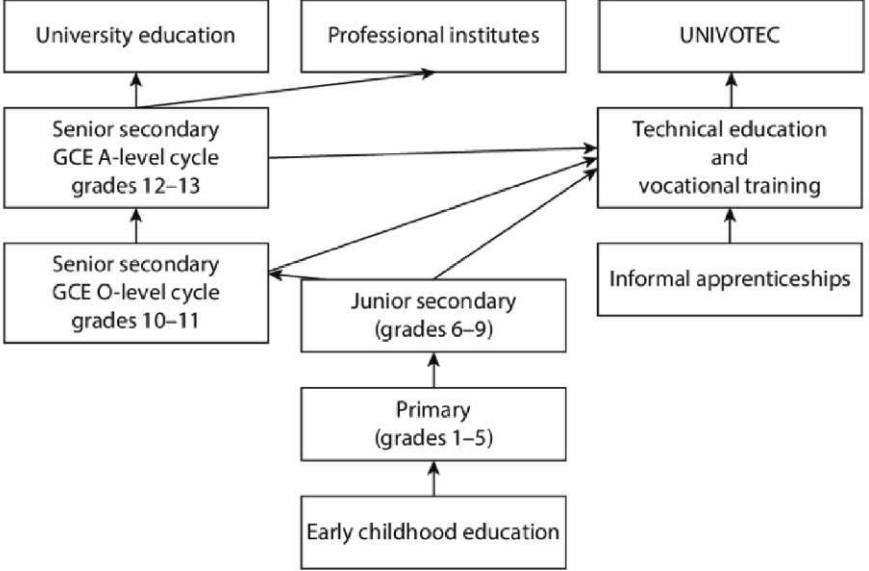 University education
Professional institutes
UNIVOTEC
Senior secondary
GCE A-level cycle
grades 12–13
Technical education
and
vocational training
Senior secondary
GCE O-level cycle
grades 10–11
Junior secondary
(grades 6–9)
Informal apprenticeships
Primary
(grades 1–5)
Early childhood education